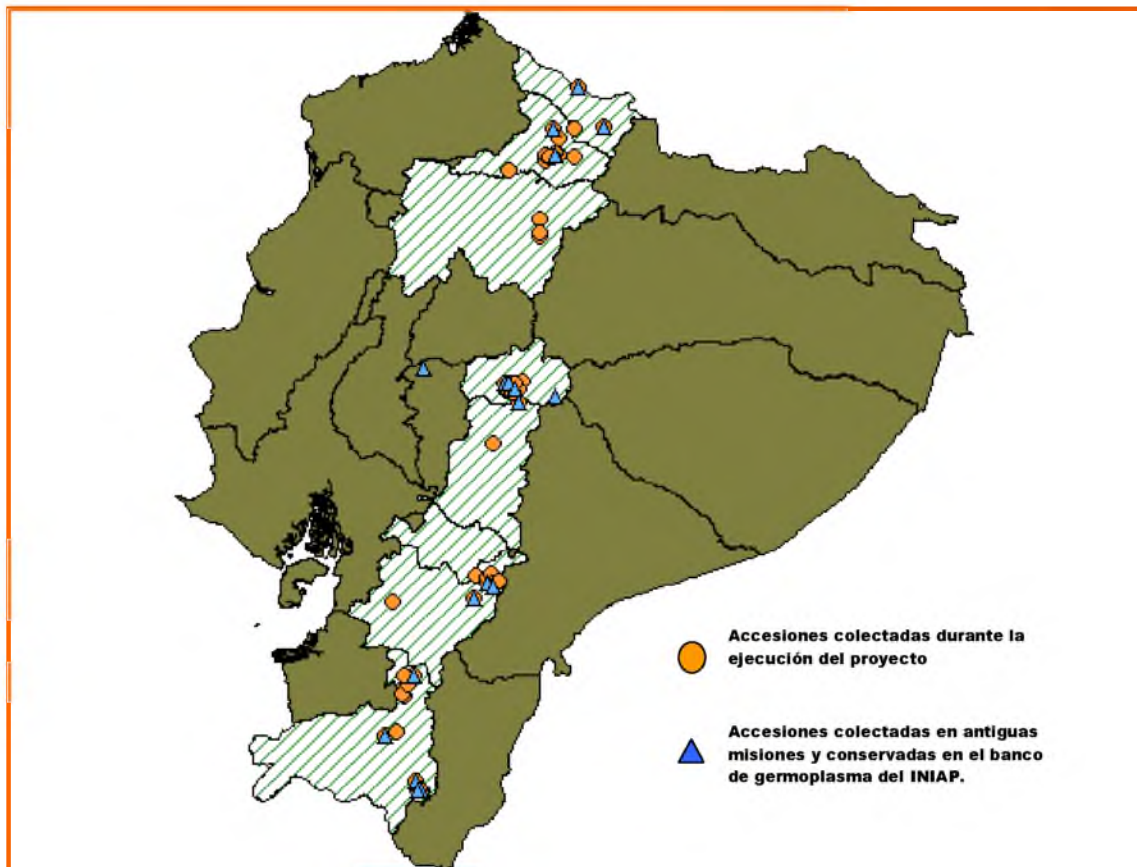 Accesiones colectadas durante la
ejecución del proyecto
Accesiones colectadas en antiguas
misiones y conservadas en el banco
de germoplasma del INIAP.